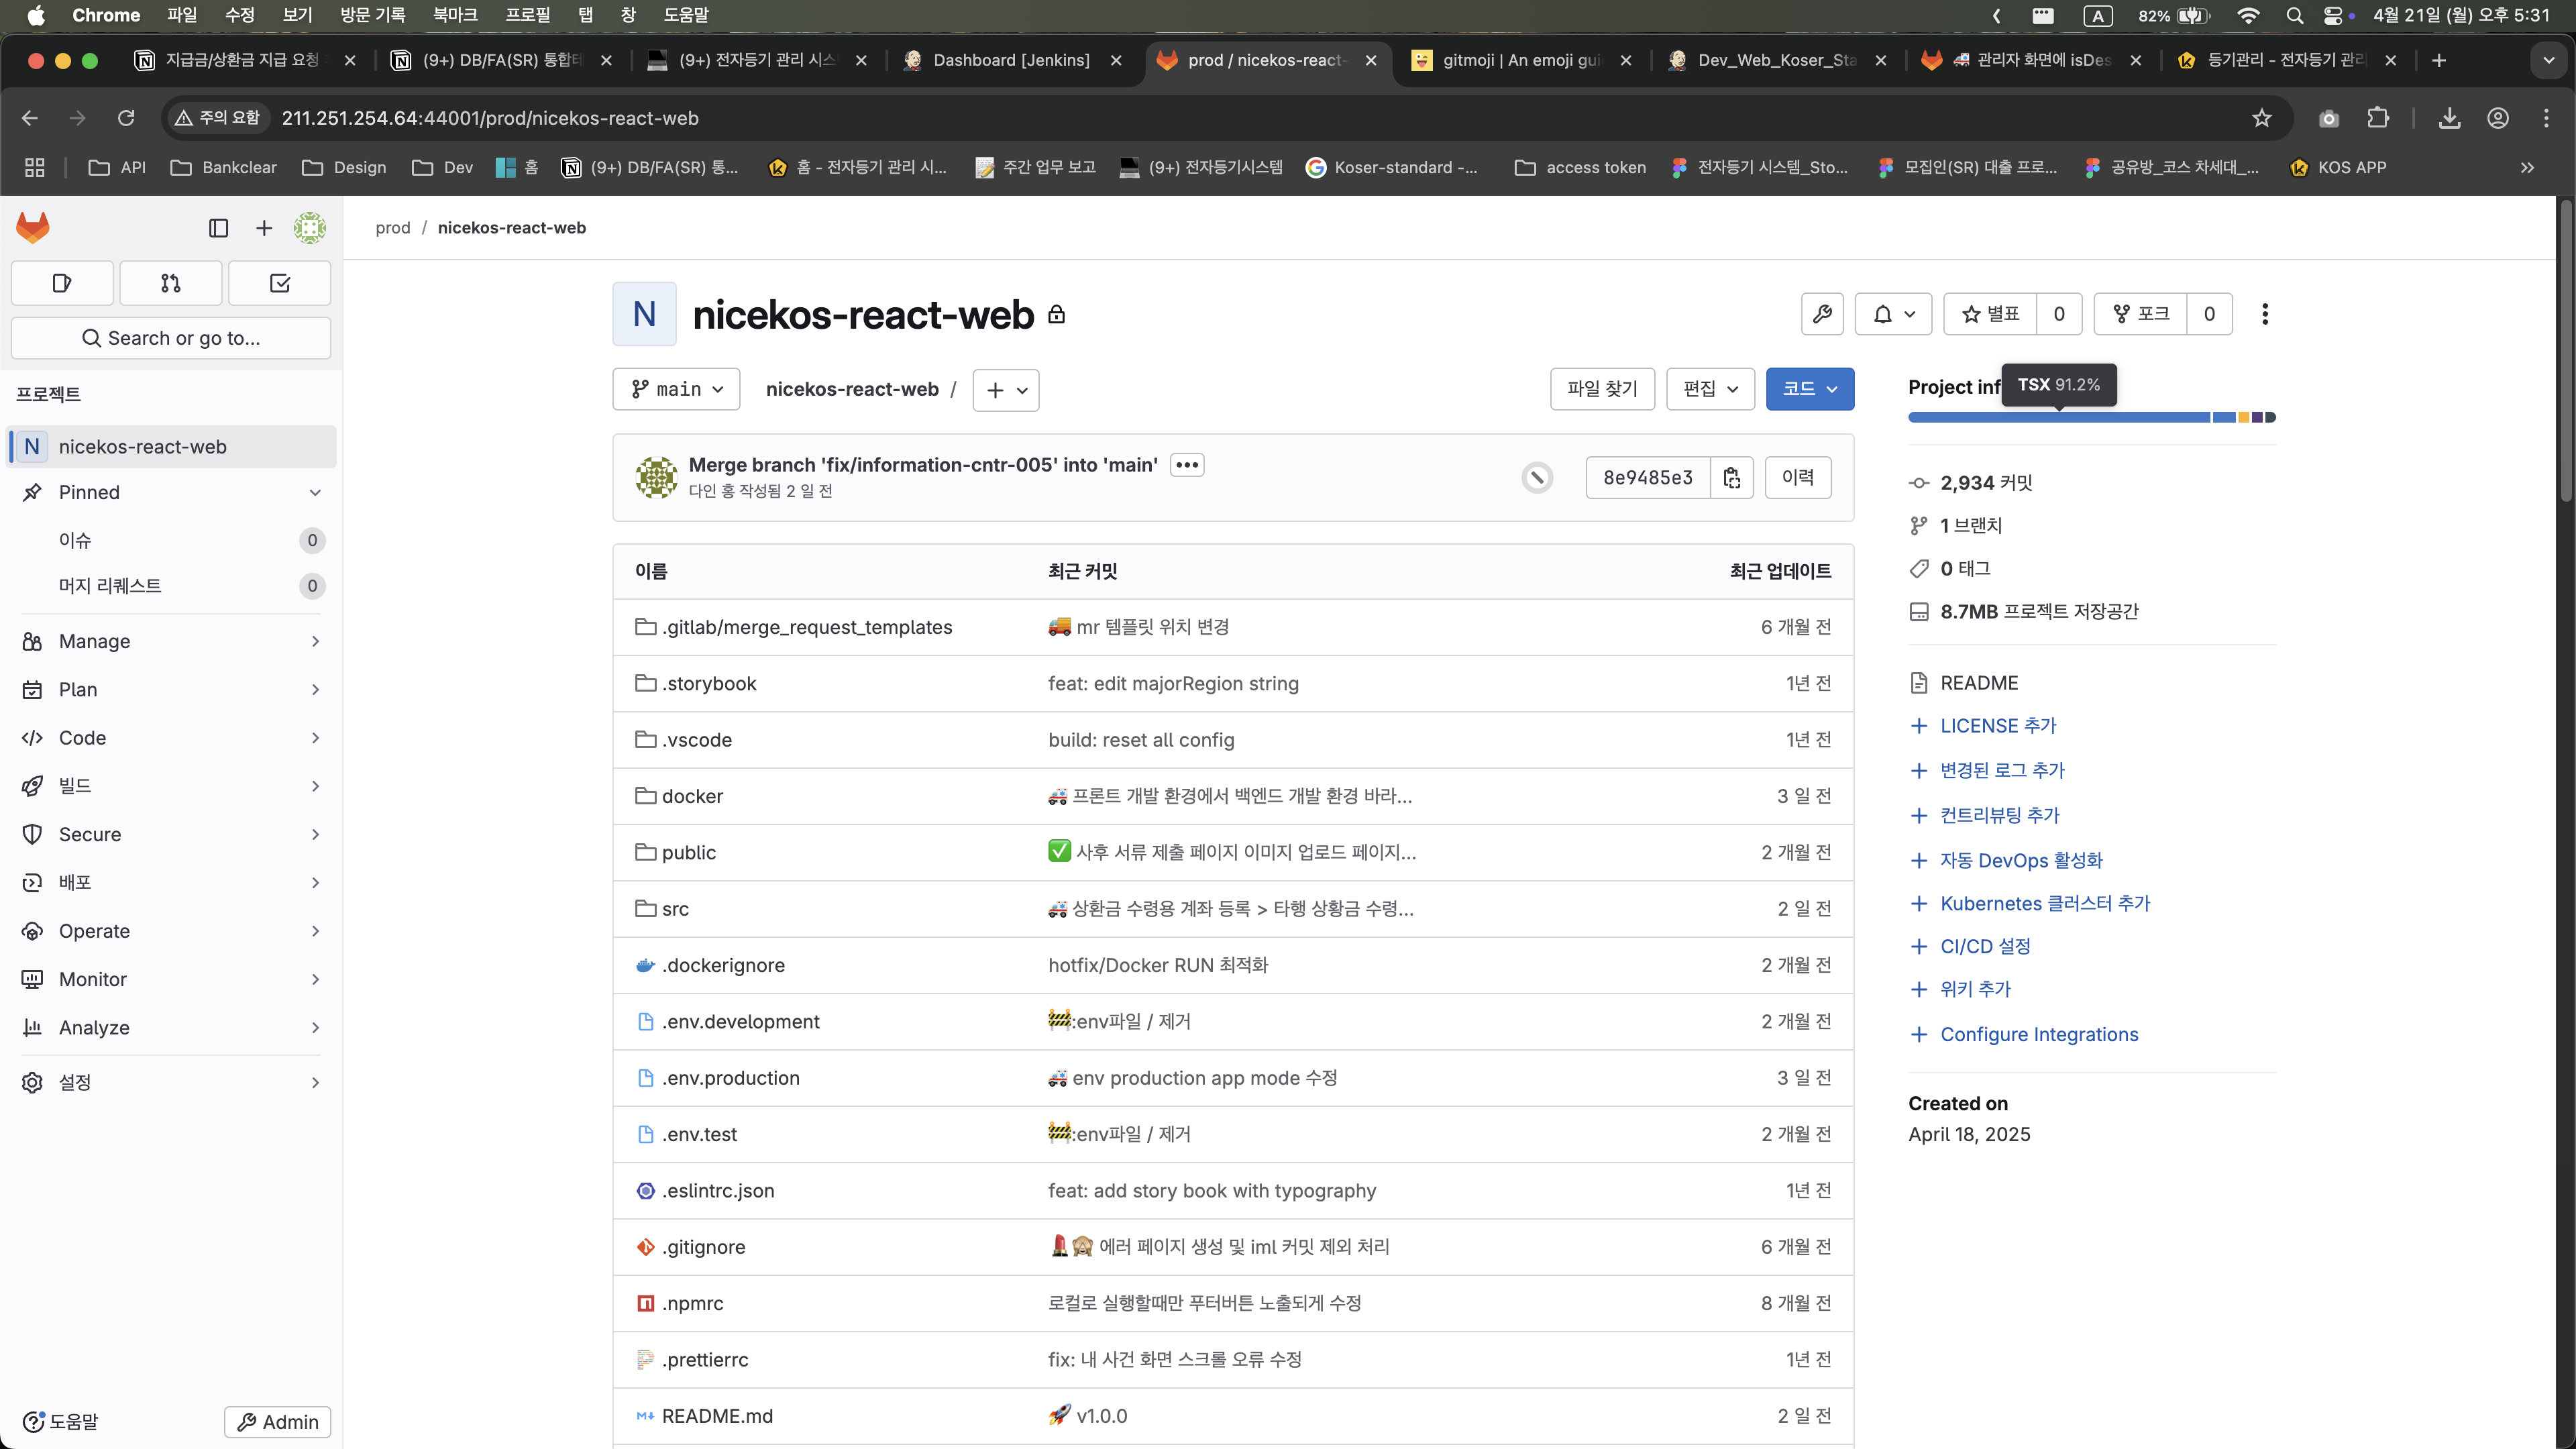 Chrome 파일 수정 보기 방문 기록 북마크 프로필 탭 창 도움말
A 82% 4월 21일 (월) 오후 5:31
지급금/상환금 지급 요청
(9+) DB/FA(SR) 통합테
(9+) 전자등기 관리 시스
Dashboard [Jenkins]
prod / nicekos-react-
gitmoji | An emoji gui
Dev_Web_Koser_Sta
🚑 관리자 화면에 isDes
등기관리 - 전자등기 관리
주의 요함 211.251.254.64:44001/prod/nicekos-react-web
API Bankclear Design Dev 홈 (9+) DB/FA(SR) 통... 홈 - 전자등기 관리 시... 주간 업무 보고 (9+) 전자등기시스템 Koser-standard -... access token 전자등기 시스템_Sto... 모집인(SR) 대출 프로... 공유방_코스 차세대_... KOS APP
Search or go to...
프로젝트
N nicekos-react-web
Pinned
이슈 0
머지 리퀘스트 0
Manage
Plan
Code
빌드
Secure
배포
Operate
Monitor
Analyze
설정
도움말 Admin
prod / nicekos-react-web
N nicekos-react-web
별표 0 포크 0
main nicekos-react-web / +
파일 찾기 편집 코드
Merge branch 'fix/information-cntr-005' into 'main'
다인 홍 작성됨 2 일 전
8e9485e3 이력
이름 최근 커밋 최근 업데이트
.gitlab/merge_request_templates 🚚 mr 템플릿 위치 변경 6 개월 전
.storybook feat: edit majorRegion string 1년 전
.vscode build: reset all config 1년 전
docker 🚑 프론트 개발 환경에서 백엔드 개발 환경 바라... 3 일 전
public ✅ 사후 서류 제출 페이지 이미지 업로드 페이지... 2 개월 전
src 🚑 상환금 수령용 계좌 등록 > 타행 상황금 수령... 2 일 전
.dockerignore hotfix/Docker RUN 최적화 2 개월 전
.env.development 🚧:env파일 / 제거 2 개월 전
.env.production 🚑 env production app mode 수정 3 일 전
.env.test 🚧:env파일 / 제거 2 개월 전
.eslintrc.json feat: add story book with typography 1년 전
.gitignore 💄🙈 에러 페이지 생성 및 iml 커밋 제외 처리 6 개월 전
.npmrc 로컬로 실행할때만 푸터버튼 노출되게 수정 8 개월 전
.prettierrc fix: 내 사건 화면 스크롤 오류 수정 1년 전
README.md 🚀 v1.0.0 2 일 전
Project inf
TSX 91.2%
2,934 커밋
1 브랜치
0 태그
8.7MB 프로젝트 저장공간
README
LICENSE 추가
변경된 로그 추가
컨트리뷰팅 추가
자동 DevOps 활성화
Kubernetes 클러스터 추가
CI/CD 설정
위키 추가
Configure Integrations
Created on
April 18, 2025